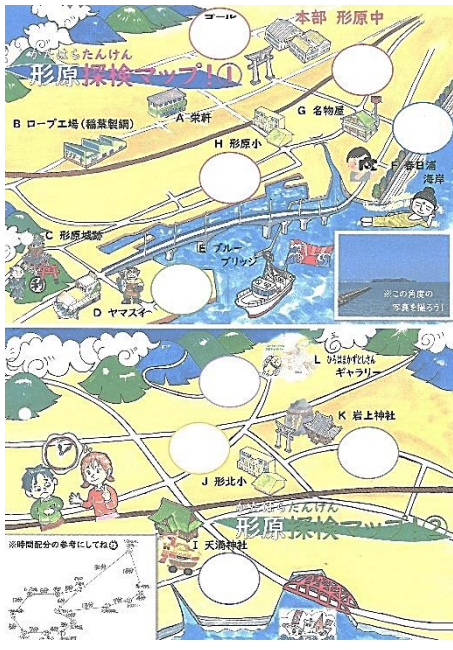 ゴール
本部 形原中
かたはらたんけん
形原探検マップ!①
A 栄軒
G 名物屋
B ロープ工場(稲葉製綱)
H 形原小
F 春日浦
海岸
C 形原城跡
E ブルー
ブリッジ
※この角度の
写真を撮ろう!
D ヤマスイ
L ひらはまかずとしさん
ギャラリー
K 岩上神社
J 形北小
かたはらたんけん
形原探検マップ!②
I 天満神社
※時間配分の参考にしてね